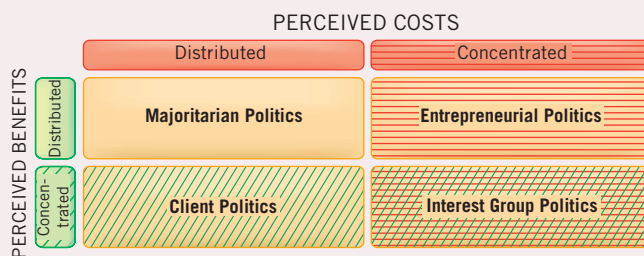 PERCEIVED COSTS
Distributed
Concentrated
PERCEIVED BENEFITS
Distributed
Majoritarian Politics
Entrepreneurial Politics
Concen-
trated
Client Politics
Interest Group Politics